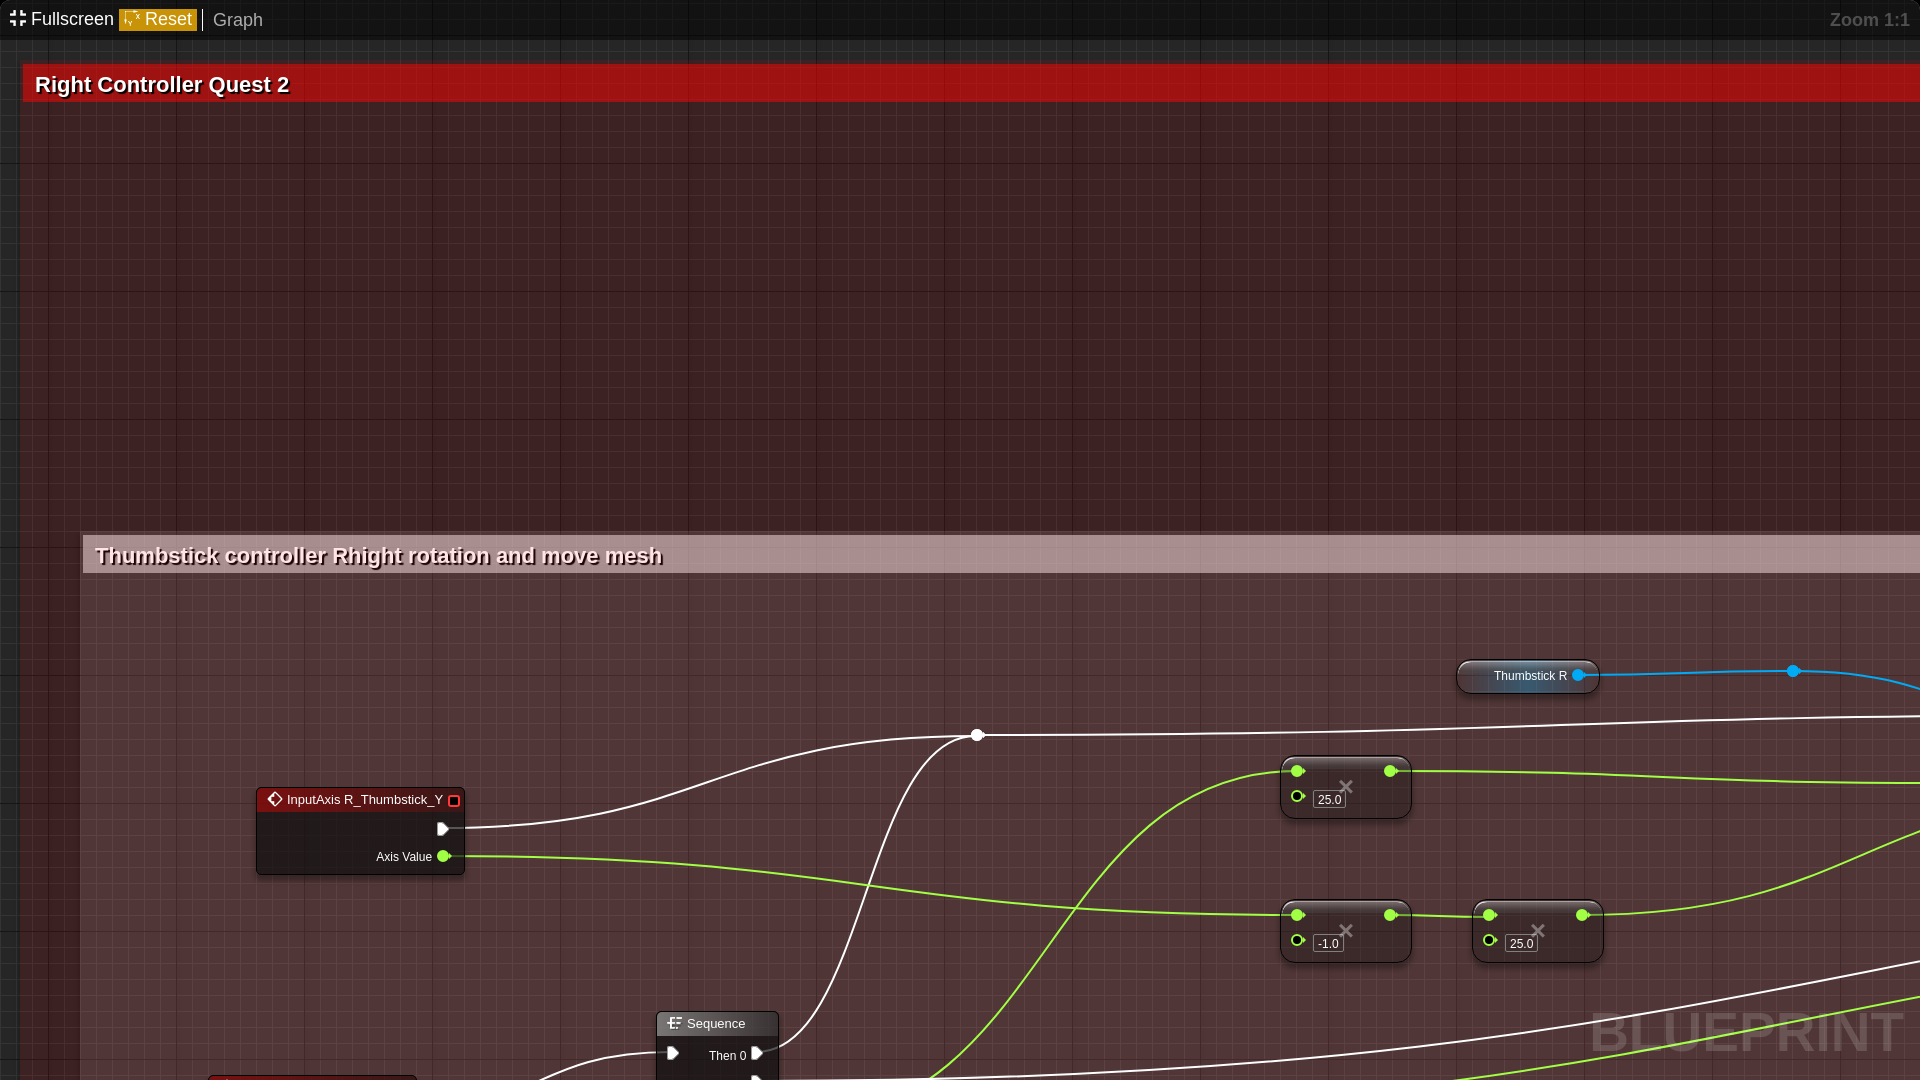 Fullscreen Reset Graph Zoom 1:1
Right Controller Quest 2
Thumbstick controller Rhight rotation and move mesh
Thumbstick R
25.0
InputAxis R_Thumbstick_Y
Axis Value
-1.0
25.0
Sequence
Then 0
BLUEPRINT